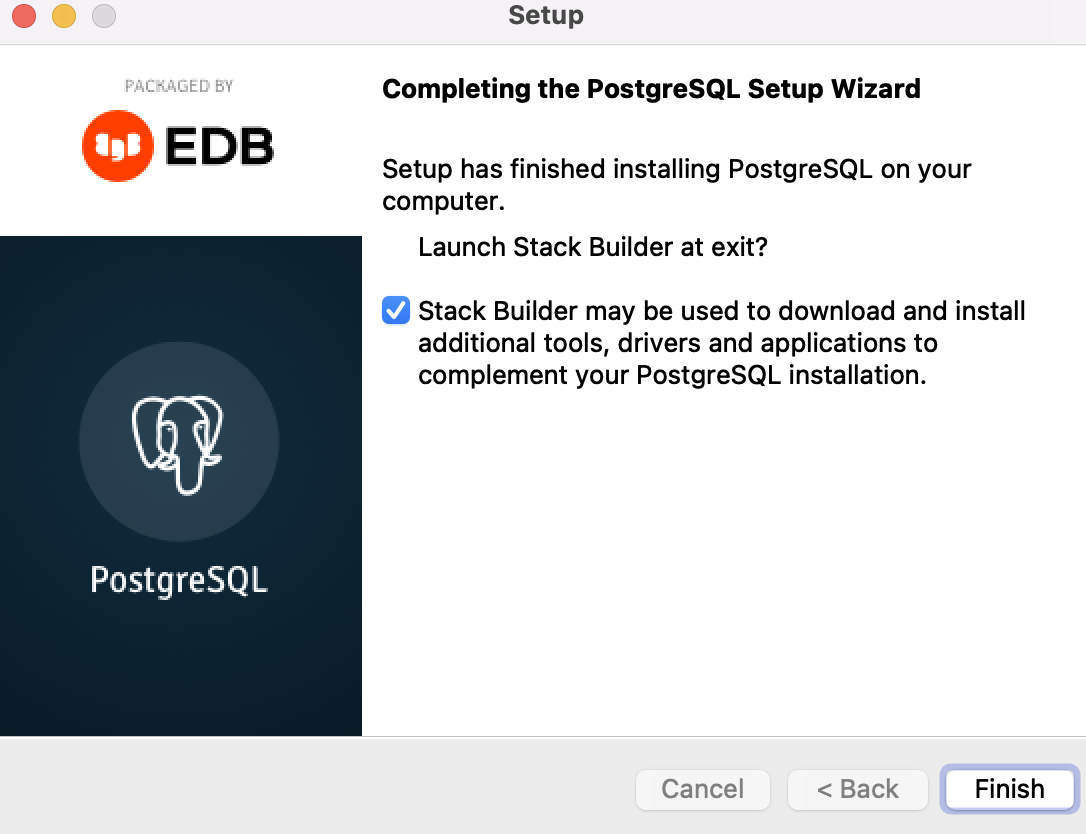 Setup
PACKAGED BY
EDB
PostgreSQL
Completing the PostgreSQL Setup Wizard
Setup has finished installing PostgreSQL on your
computer.
Launch Stack Builder at exit?
Stack Builder may be used to download and install
additional tools, drivers and applications to
complement your PostgreSQL installation.
Cancel
< Back
Finish